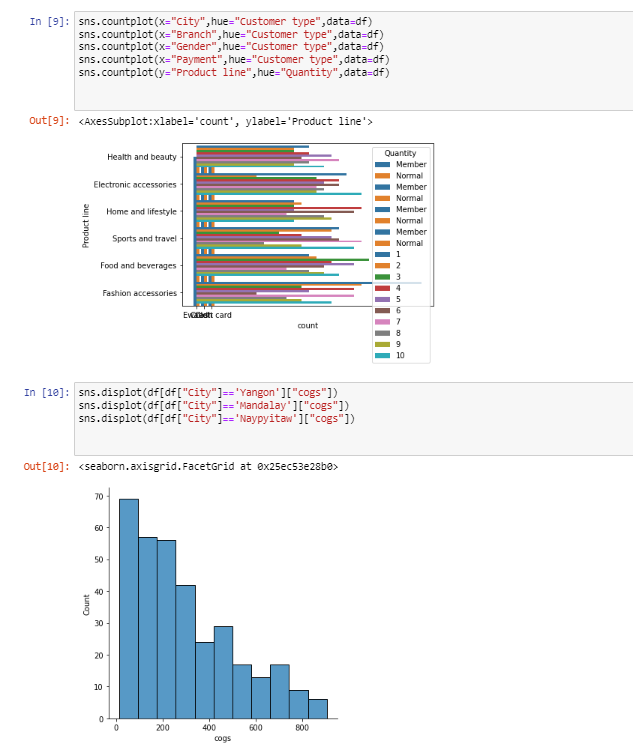 In [9]:
sns.countplot(x="City",hue="Customer type",data=df)
sns.countplot(x="Branch",hue="Customer type",data=df)
sns.countplot(x="Gender",hue="Customer type",data=df)
sns.countplot(x="Payment",hue="Customer type",data=df)
sns.countplot(y="Product line",hue="Quantity",data=df)
Out[9]: <AxesSubplot:xlabel='count', ylabel='Product line'>
Product line
Health and beauty
Electronic accessories
Home and lifestyle
Sports and travel
Food and beverages
Fashion accessories
card
count
Quantity
Member
Normal
Member
Normal
Member
Normal
Member
Normal
1
2
3
4
5
6
7
8
9
10
In [10]:
sns.displot(df[df["City"]=='Yangon']["cogs"])
sns.displot(df[df["City"]=='Mandalay']["cogs"])
sns.displot(df[df["City"]=='Naypyitaw']["cogs"])
Out[10]: <seaborn.axisgrid.FacetGrid at 0x25ec53e28b0>
Count
70
60
50
40
30
20
10
0
0 200 400 600 800
cogs